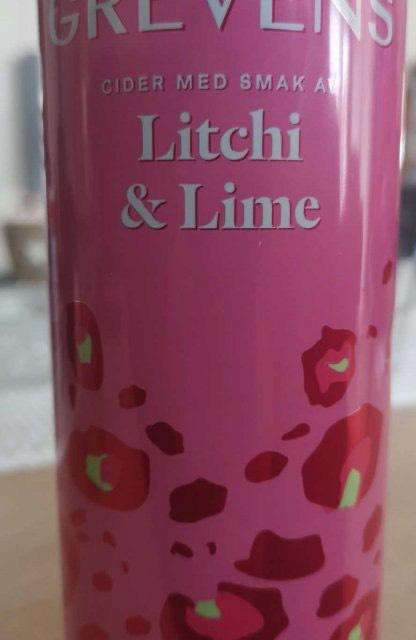 GREVENS
CIDER MED SMAK AV
Litchi
& Lime